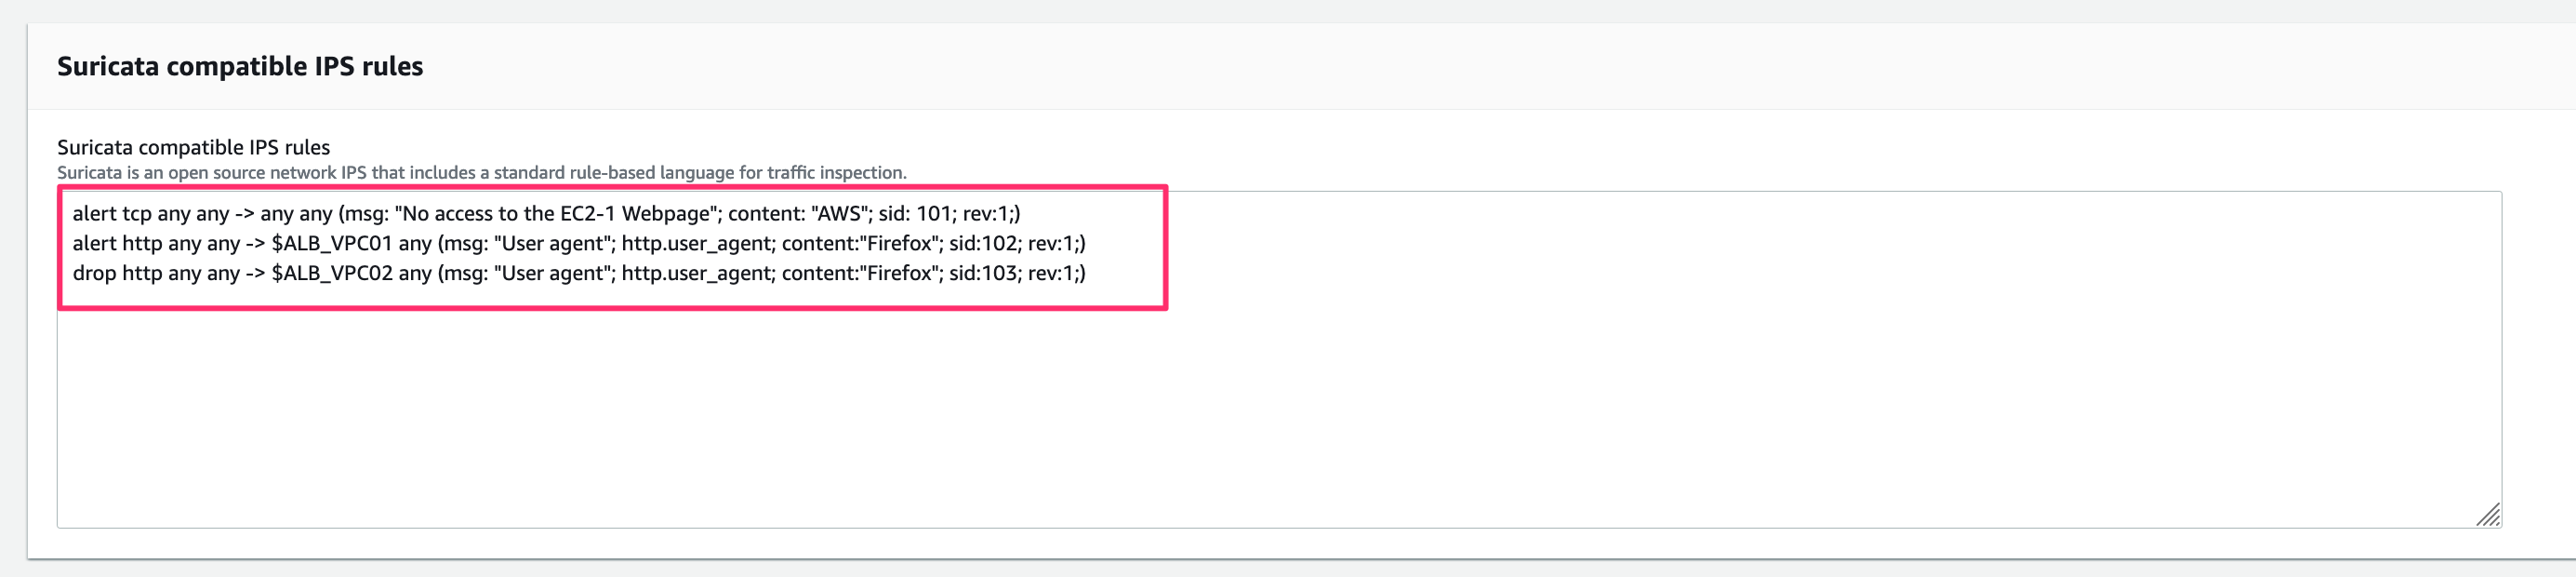 Suricata compatible IPS rules
Suricata compatible IPS rules
Suricata is an open source network IPS that includes a standard rule-based language for traffic inspection.
alert tcp any any -> any any (msg: "No access to the EC2-1 Webpage"; content: "AWS"; sid: 101; rev:1;)
alert http any any -> $ALB_VPC01 any (msg: "User agent"; http.user_agent; content:"Firefox"; sid:102; rev:1;)
drop http any any -> $ALB_VPC02 any (msg: "User agent"; http.user_agent; content:"Firefox"; sid:103; rev:1;)